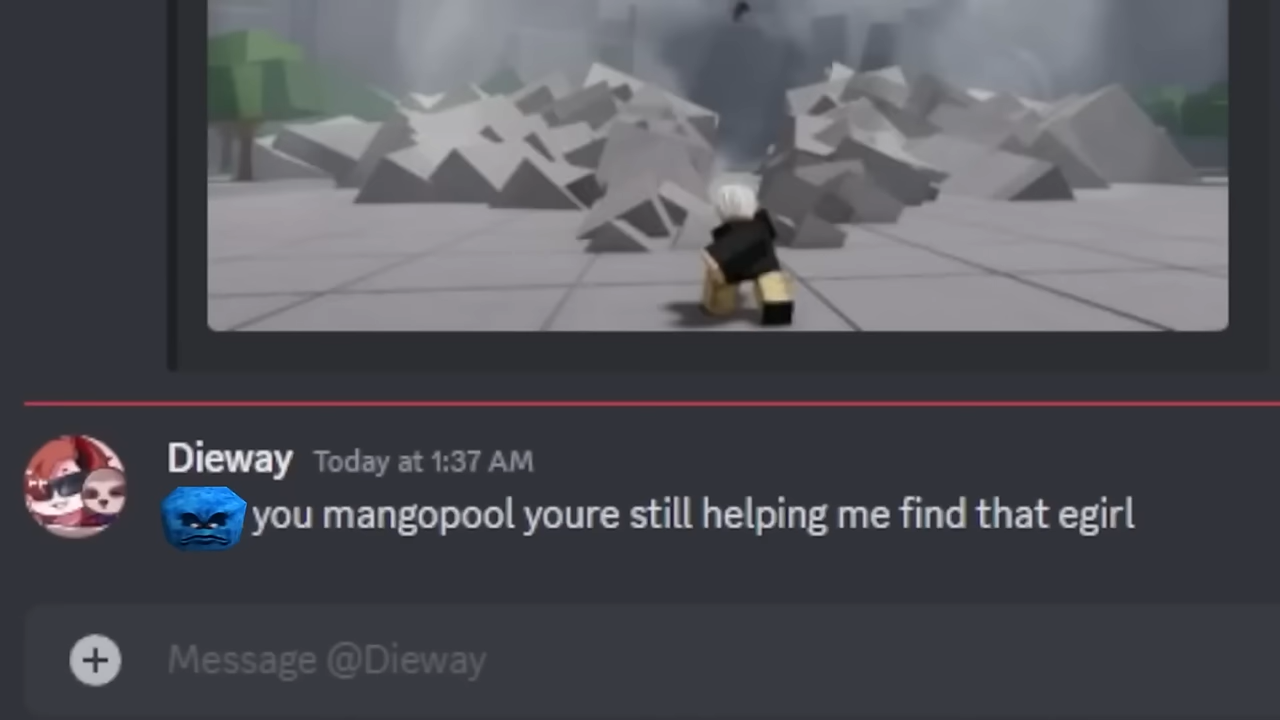 Dieway Today at 1:37 AM
you mangopool youre still helping me find that egirl
Message @Dieway